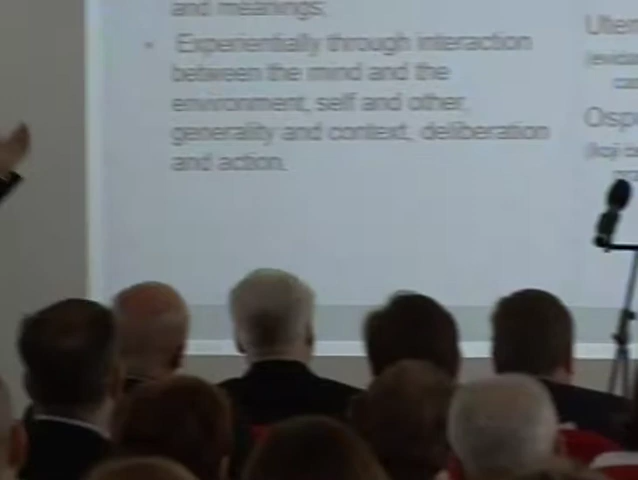 and meanings;
• Experientially through interaction
between the mind and the
environment, self and other,
generality and context, deliberation
and action.